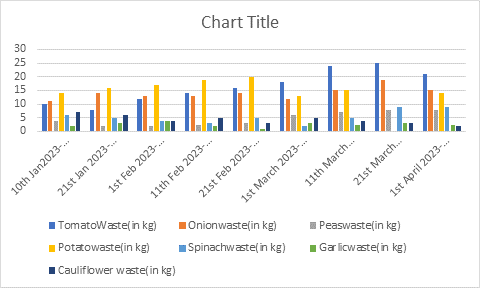 Chart Title
30
25
20
15
10
5
0
10th Jan2023-...
21st Jan 2023-...
1st Feb 2023-...
11th Feb 2023-...
21st Feb 2023-...
1st March 2023-...
11th March...
21st March...
1st April 2023-...
TomatoWaste(in kg) Onionwaste(in kg) Peaswaste(in kg)
Potatowaste(in kg) Spinachwaste(in kg) Garlicwaste(in kg)
Cauliflower waste(in kg)